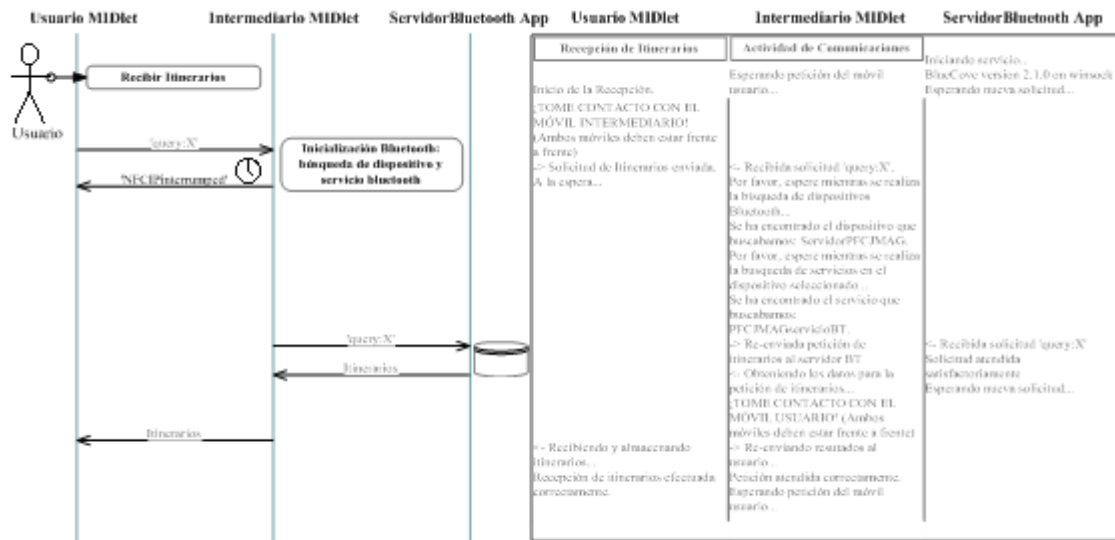 Usuario MIDlet
Intermediario MIDlet
ServidorBluetooth App
Usuario MIDlet
Intermediario MIDlet
ServidorBluetooth App
Recibir Itinerarios
Usuario
'query:X'
'NFCIPInterrumped'
Inicialización Bluetooth:
búsqueda de dispositivo y
servicio bluetooth
'query:X'
Itinerarios
Itinerarios
Recepción de Itinerarios
Inicio de la Recepción.
¡TOME CONTACTO CON EL
MÓVIL INTERMEDIARIO!
(Ambos móviles deben estar frente
a frente)
-> Solicitud de Itinerarios enviada.
A la espera...
<- Recibiendo y almacenando
itinerarios...
Recepción de itinerarios efectuada
correctamente.
Actividad de Comunicaciones
Esperando petición del móvil
usuario...
<- Recibida solicitud 'query:X'.
Por favor, espere mientras se realiza
la búsqueda de dispositivos
Bluetooth...
Se ha encontrado el dispositivo que
buscabamos: ServidorPFCJMAG.
Por favor, espere mientras se realiza
la busqueda de servicios en el
dispositivo seleccionado...
Se ha encontrado el servicio que
buscabamos:
PFCJMAGservicioBT.
-> Re-enviada petición de
itinerarios al servidor BT
<- Obteniendo los datos para la
petición de itinerarios...
¡TOME CONTACTO CON EL
MÓVIL USUARIO! (Ambos
móviles deben estar frente a frente)
-> Re-enviando resutados al
usuario...
Petición atendida correctamente.
Esperando petición del móvil
usuario...
Iniciando servicio..
BlueCove version 2.1.0 on winsock
Esperando nueva solicitud...
<- Recibida solicitud 'query:X'
Solicitud atendida
satisfactoriamente
Esperando nueva solicitud...